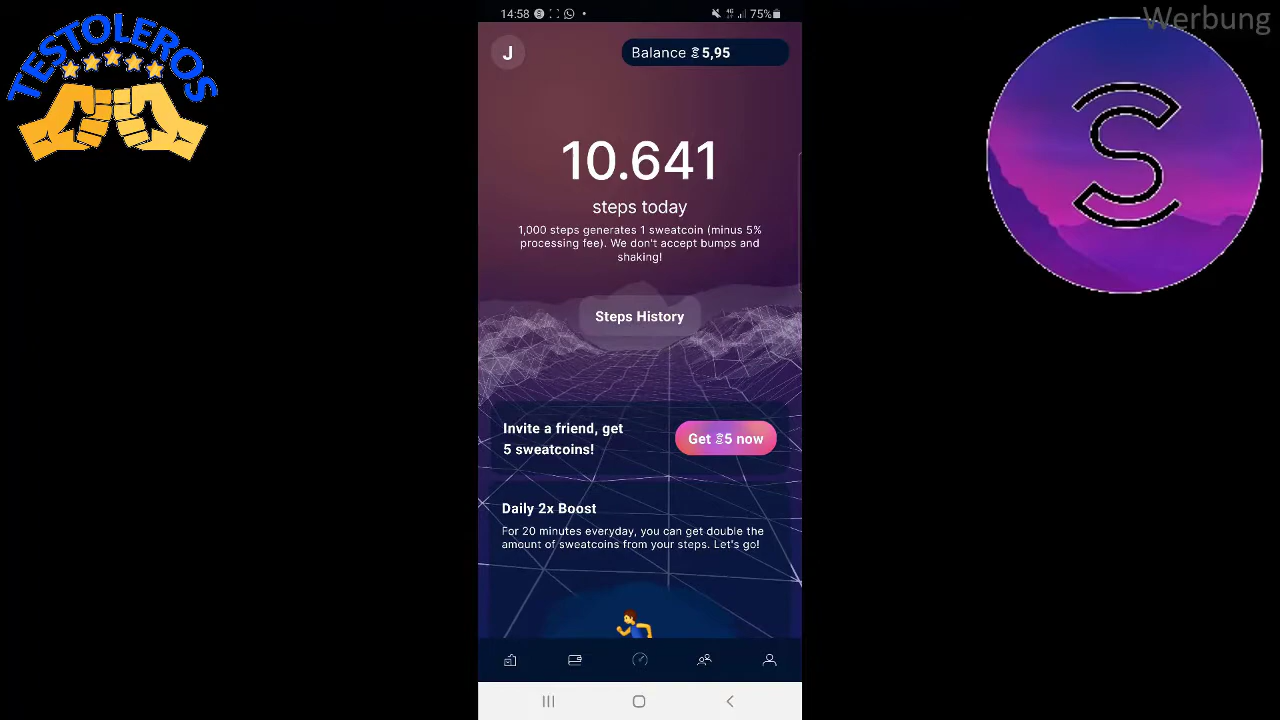 TESTOLEROS
Werbung
14:58
75%
J
Balance 5,95
10.641
steps today
1,000 steps generates 1 sweatcoin (minus 5%
processing fee). We don't accept bumps and
shaking!
Steps History
Invite a friend, get
5 sweatcoins!
Get 5 now
Daily 2x Boost
For 20 minutes everyday, you can get double the
amount of sweatcoins from your steps. Let's go!